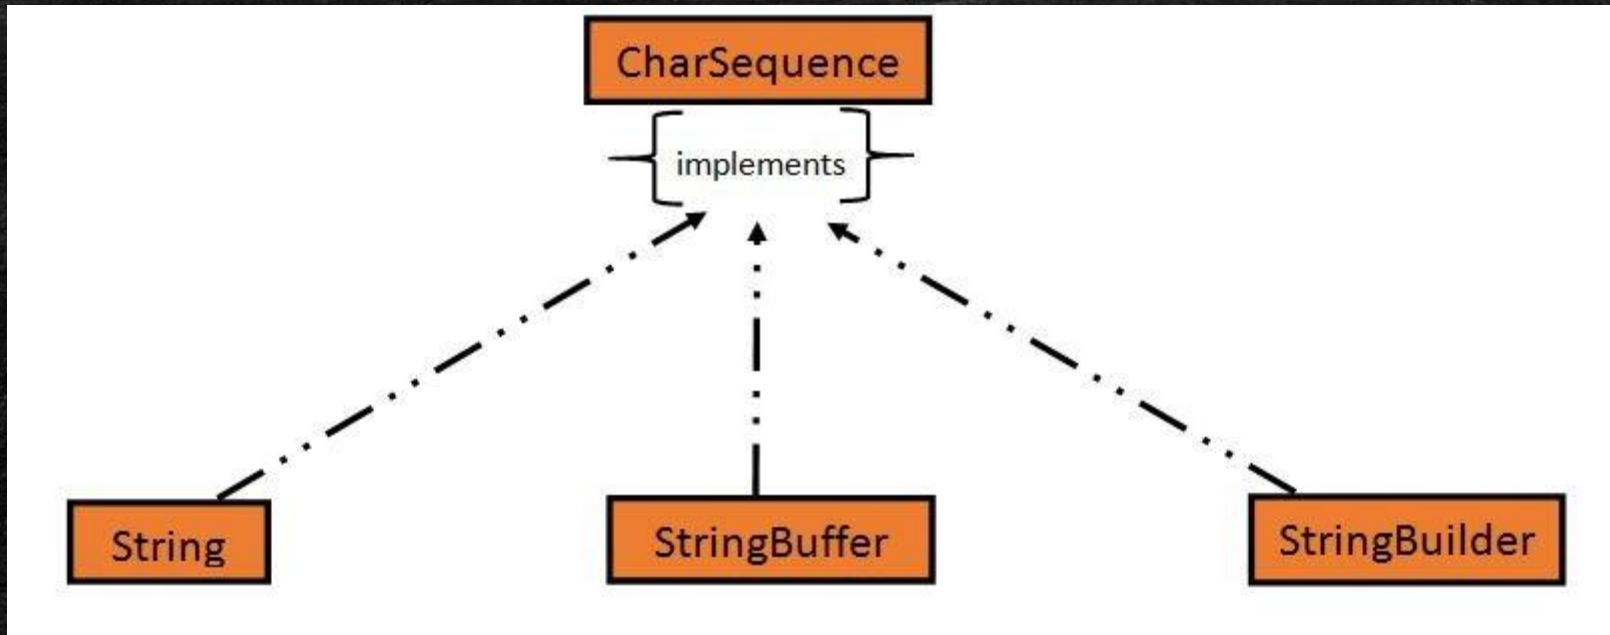 CharSequence
implements
String
StringBuffer
StringBuilder